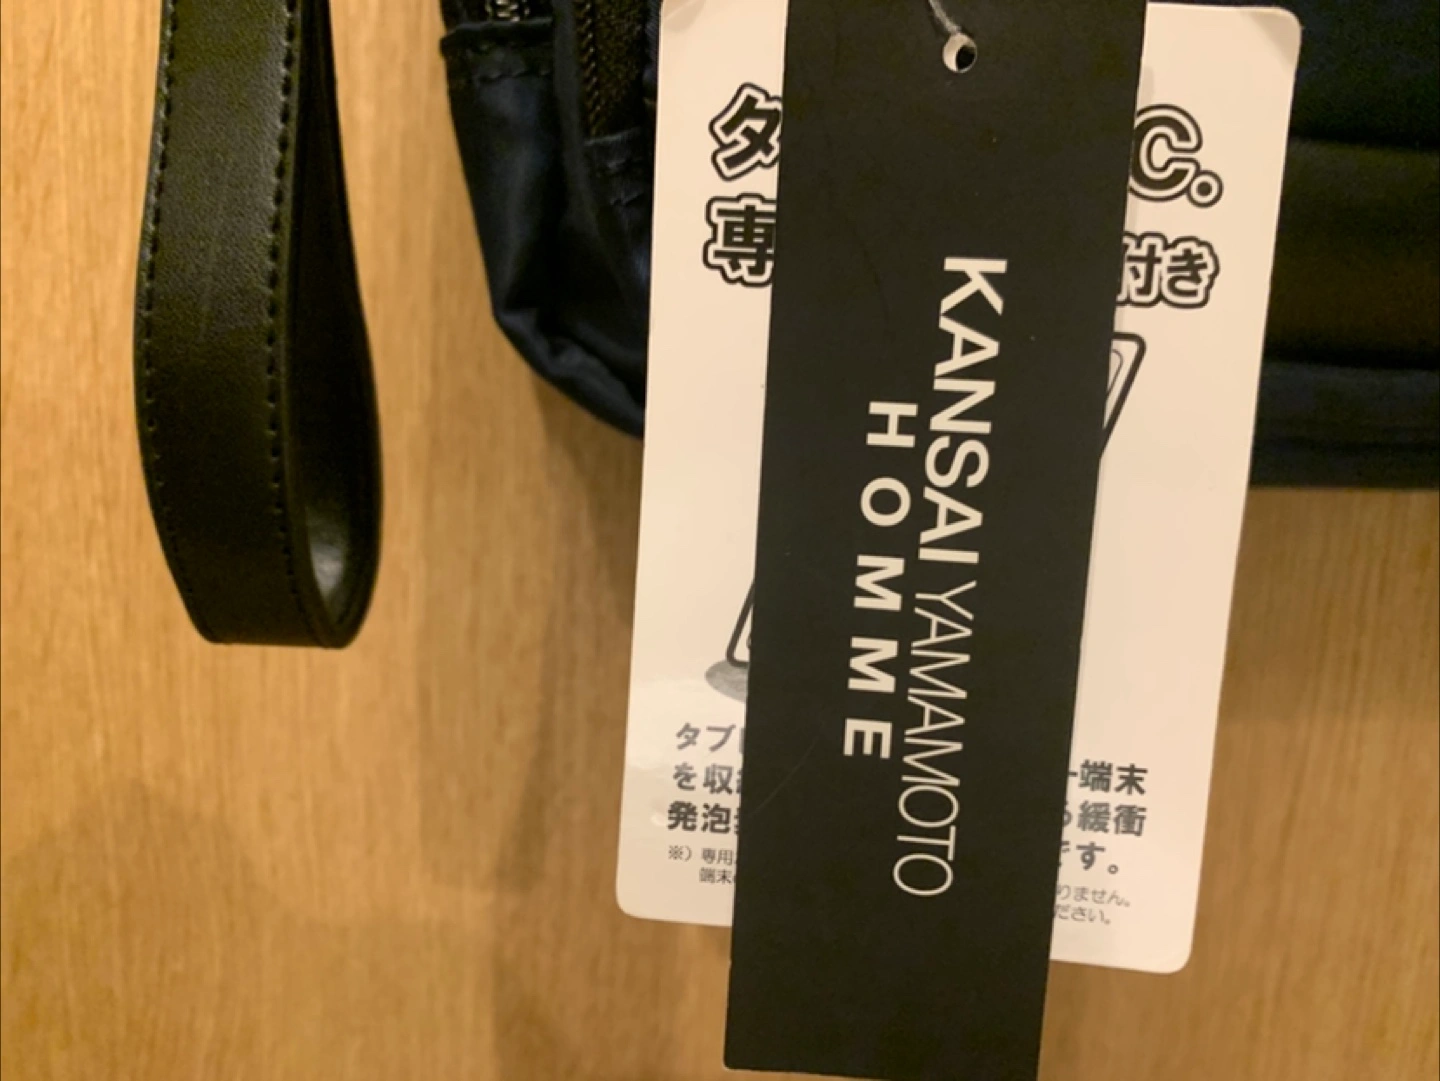 KANSAI YAMAMOTO
HOMME
タ
C.
専
付き
タブ
を収
端末
発泡
緩衝
です。
※）専用
りません。
端末
ださい。